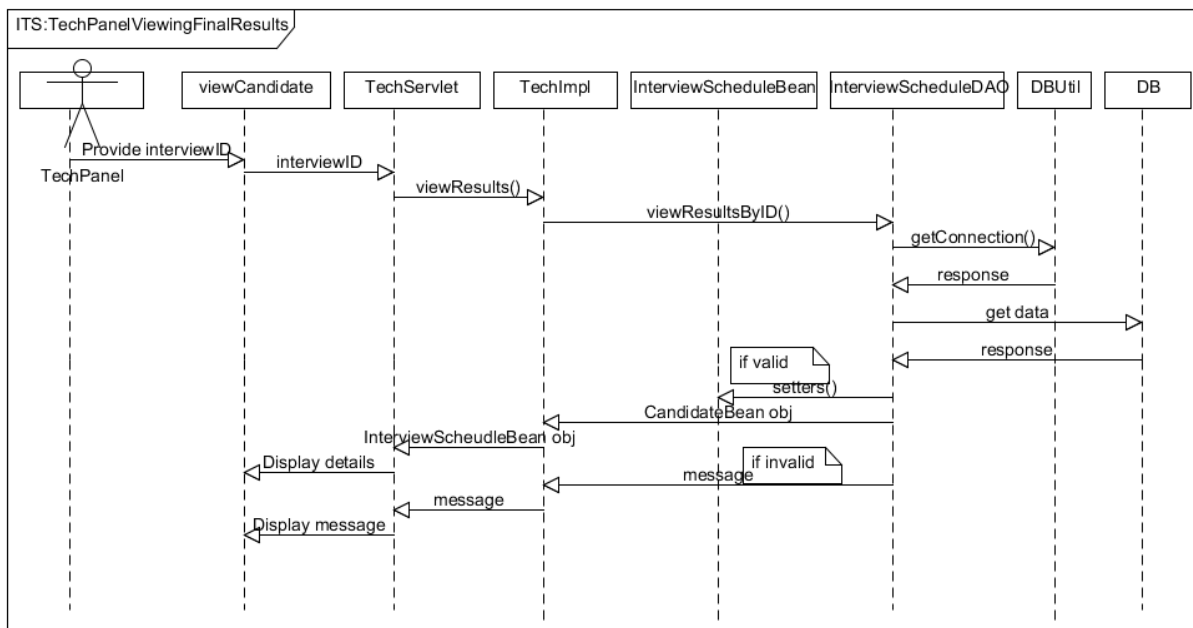 ITS:TechPanelViewingFinalResults
viewCandidate
TechServlet
TechImpl
InterviewScheduleBean
InterviewScheduleDAO
DBUtil
DB
TechPanel
Provide interviewID
interviewID
viewResults()
viewResultsByID()
getConnection()
response
get data
response
if valid
setters()
CandidateBean obj
InterviewScheudleBean obj
Display details
if invalid
message
message
Display message